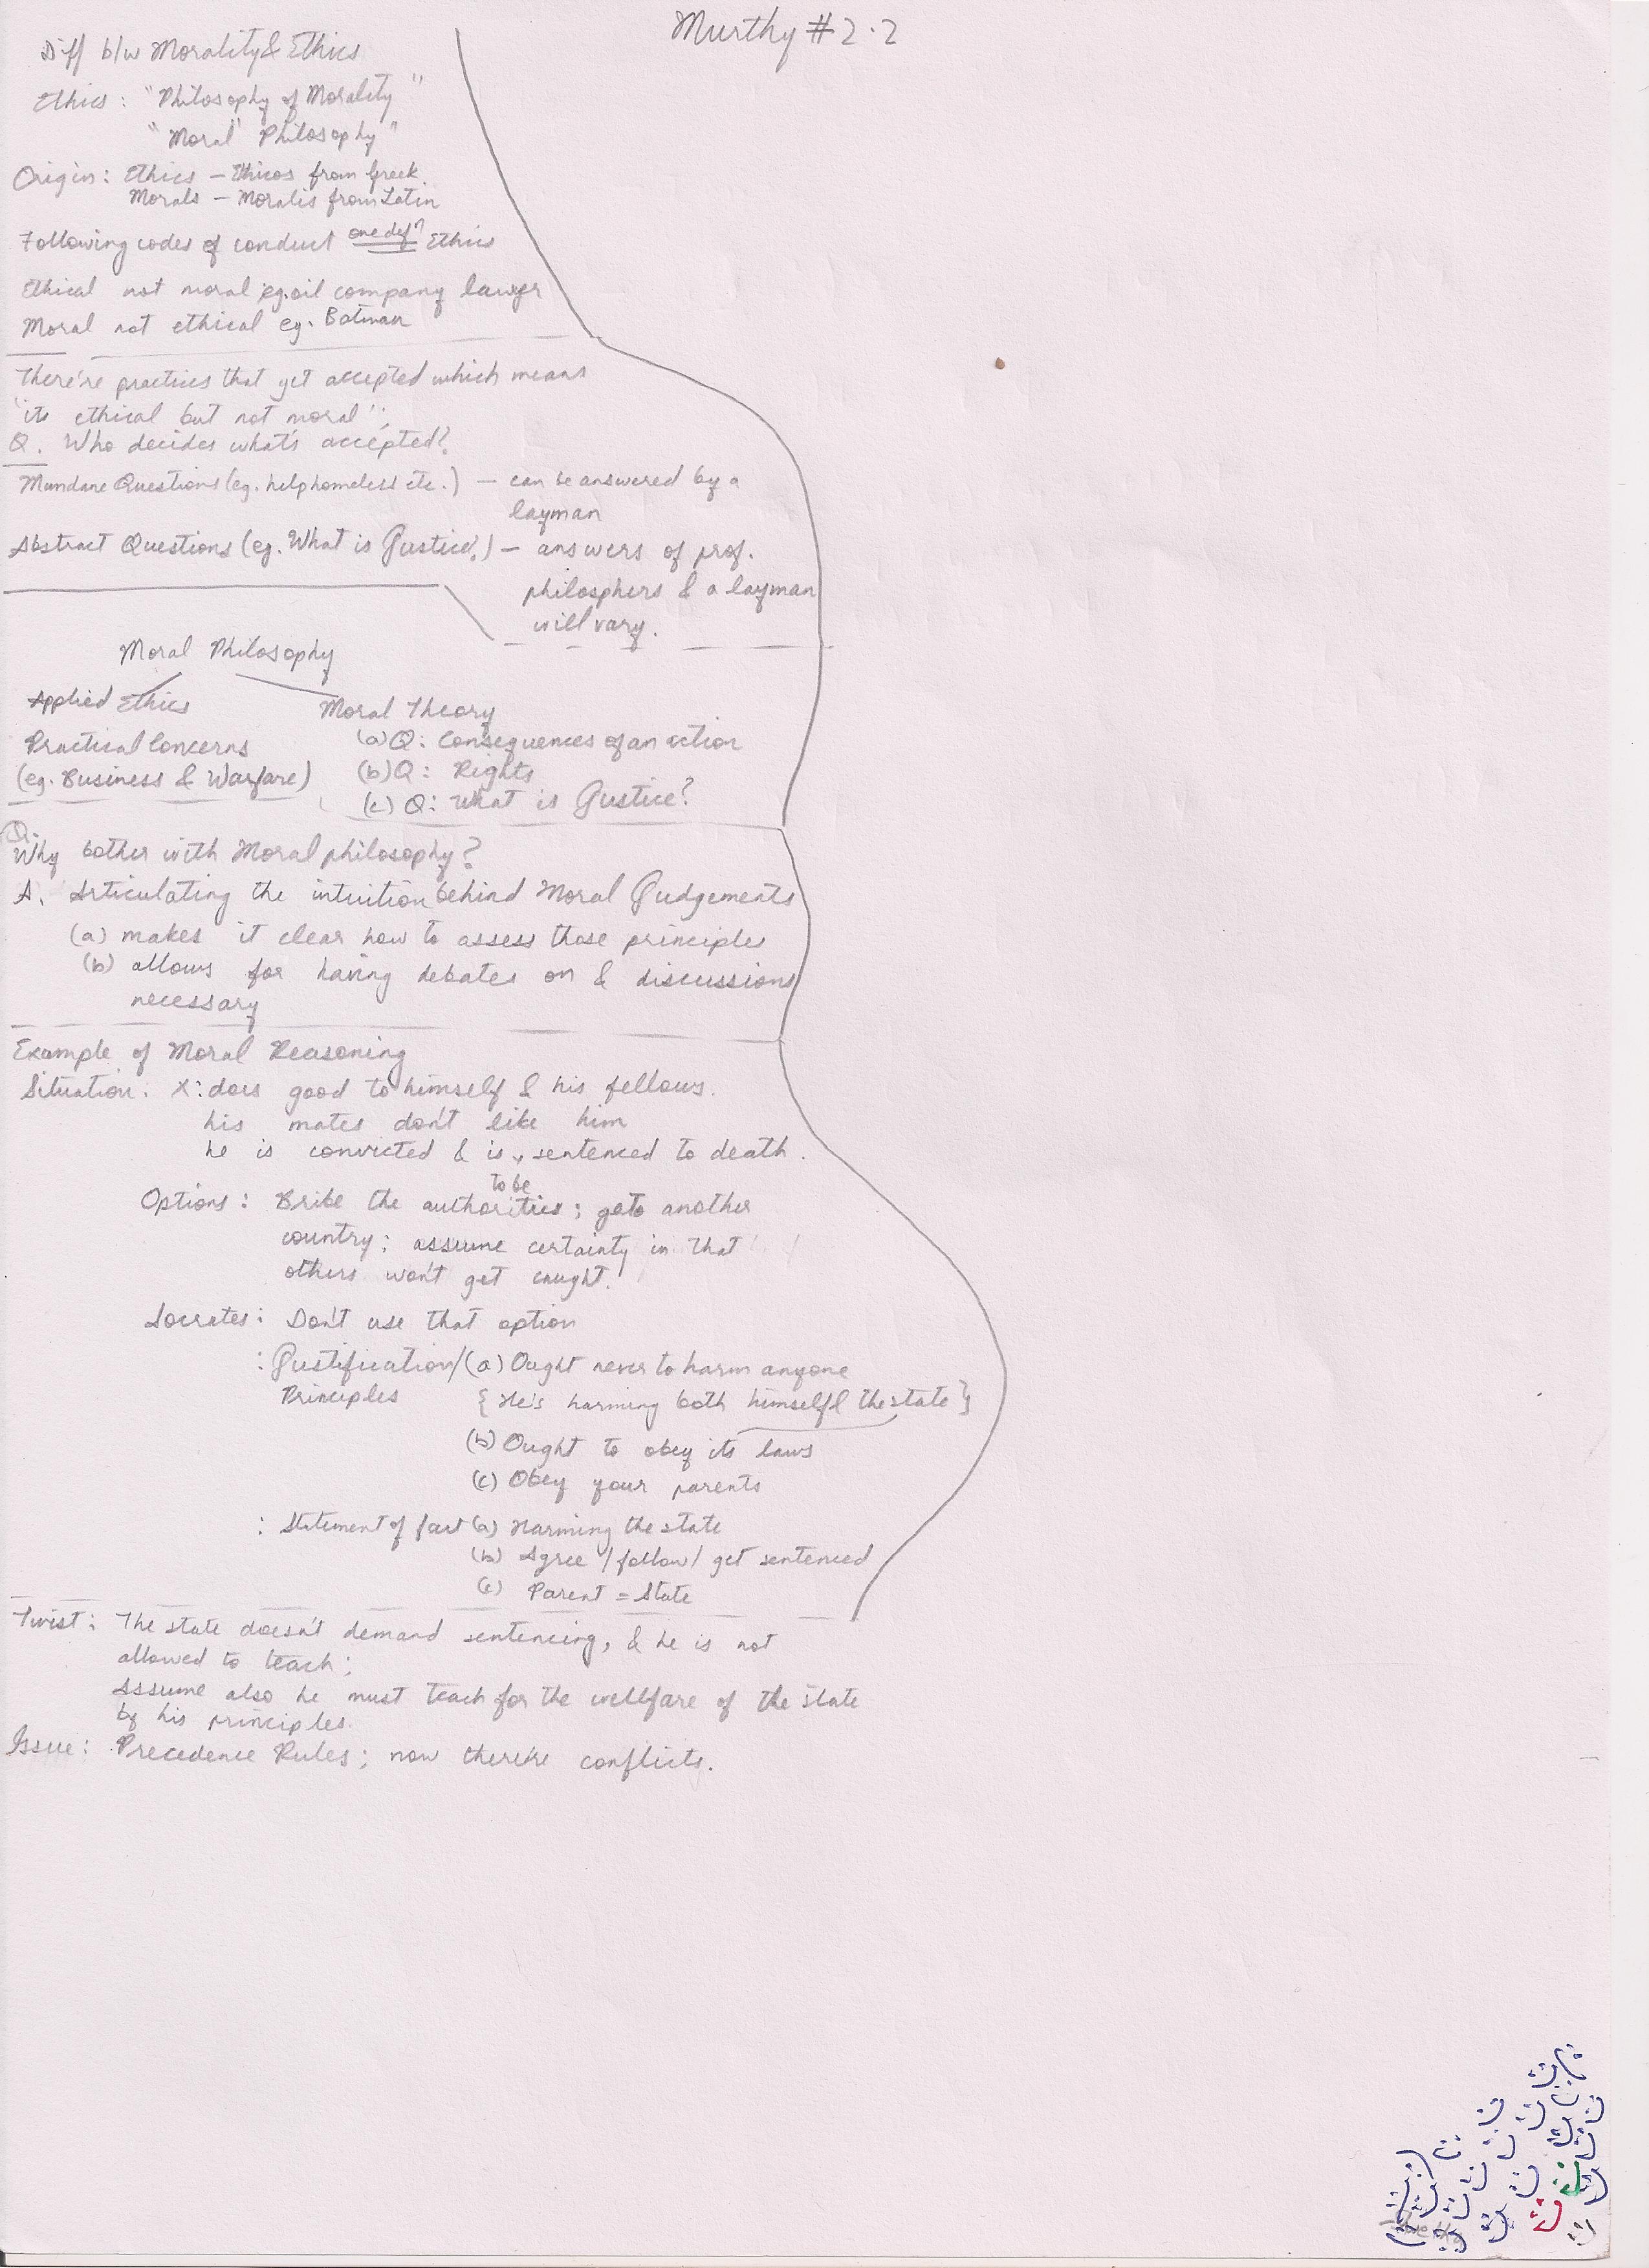 Murthy #2.2
Diff b/w Morality & Ethics
Ethics : "Philosophy of Morality"
"Moral Philosophy"
Origin: Ethics – Ethicos from Greek.
Morals – Moralis from Latin
Following codes of conduct one defn Ethics
Ethical not moral eg. oil company lawyer
Moral not ethical eg. Batman
There're practices that get accepted which means
"its ethical but not moral";
Q. Who decides what's accepted?
Mundane Questions (eg. help homeless etc.) – can be answered by a
layman
Abstract Questions (eg. What is Justice?) – answers of prof.
philosphers & a layman
will vary.
Moral Philosophy
Applied Ethics
Moral Theory
Practical Concerns
(a) Q: Consequences of an action
(eg. Business & Warfare)
(b) Q: Rights
(c) Q: What is Justice?
Q
Why bother with Moral philosophy?
A. Articulating the intuition behind Moral Judgements
(a) makes it clear how to assess those principles
(b) allows for having debates on & discussions
necessary
Example of Moral Reasoning
Situation: X: does good to himself & his fellows.
his mates don't like him
he is convicted & is to be sentenced to death.
Options : Bribe the authorities; goto another
country; assume certainty in that
others won't get caught.
Socrates: Don't use that option
: Justification/ (a) Ought never to harm anyone
Principles {He's harming both himself & the state}
(b) Ought to obey its laws
(c) Obey your parents
: Statement of fact (a) Harming the state
(b) Agree /follow/ get sentenced
(c) Parent = State
Twist: The state doesn't demand sentencing, & he is not
allowed to teach;
Assume also he must teach for the wellfare of the state
by his principles.
Issue: Precedence Rules; now there're conflicts.